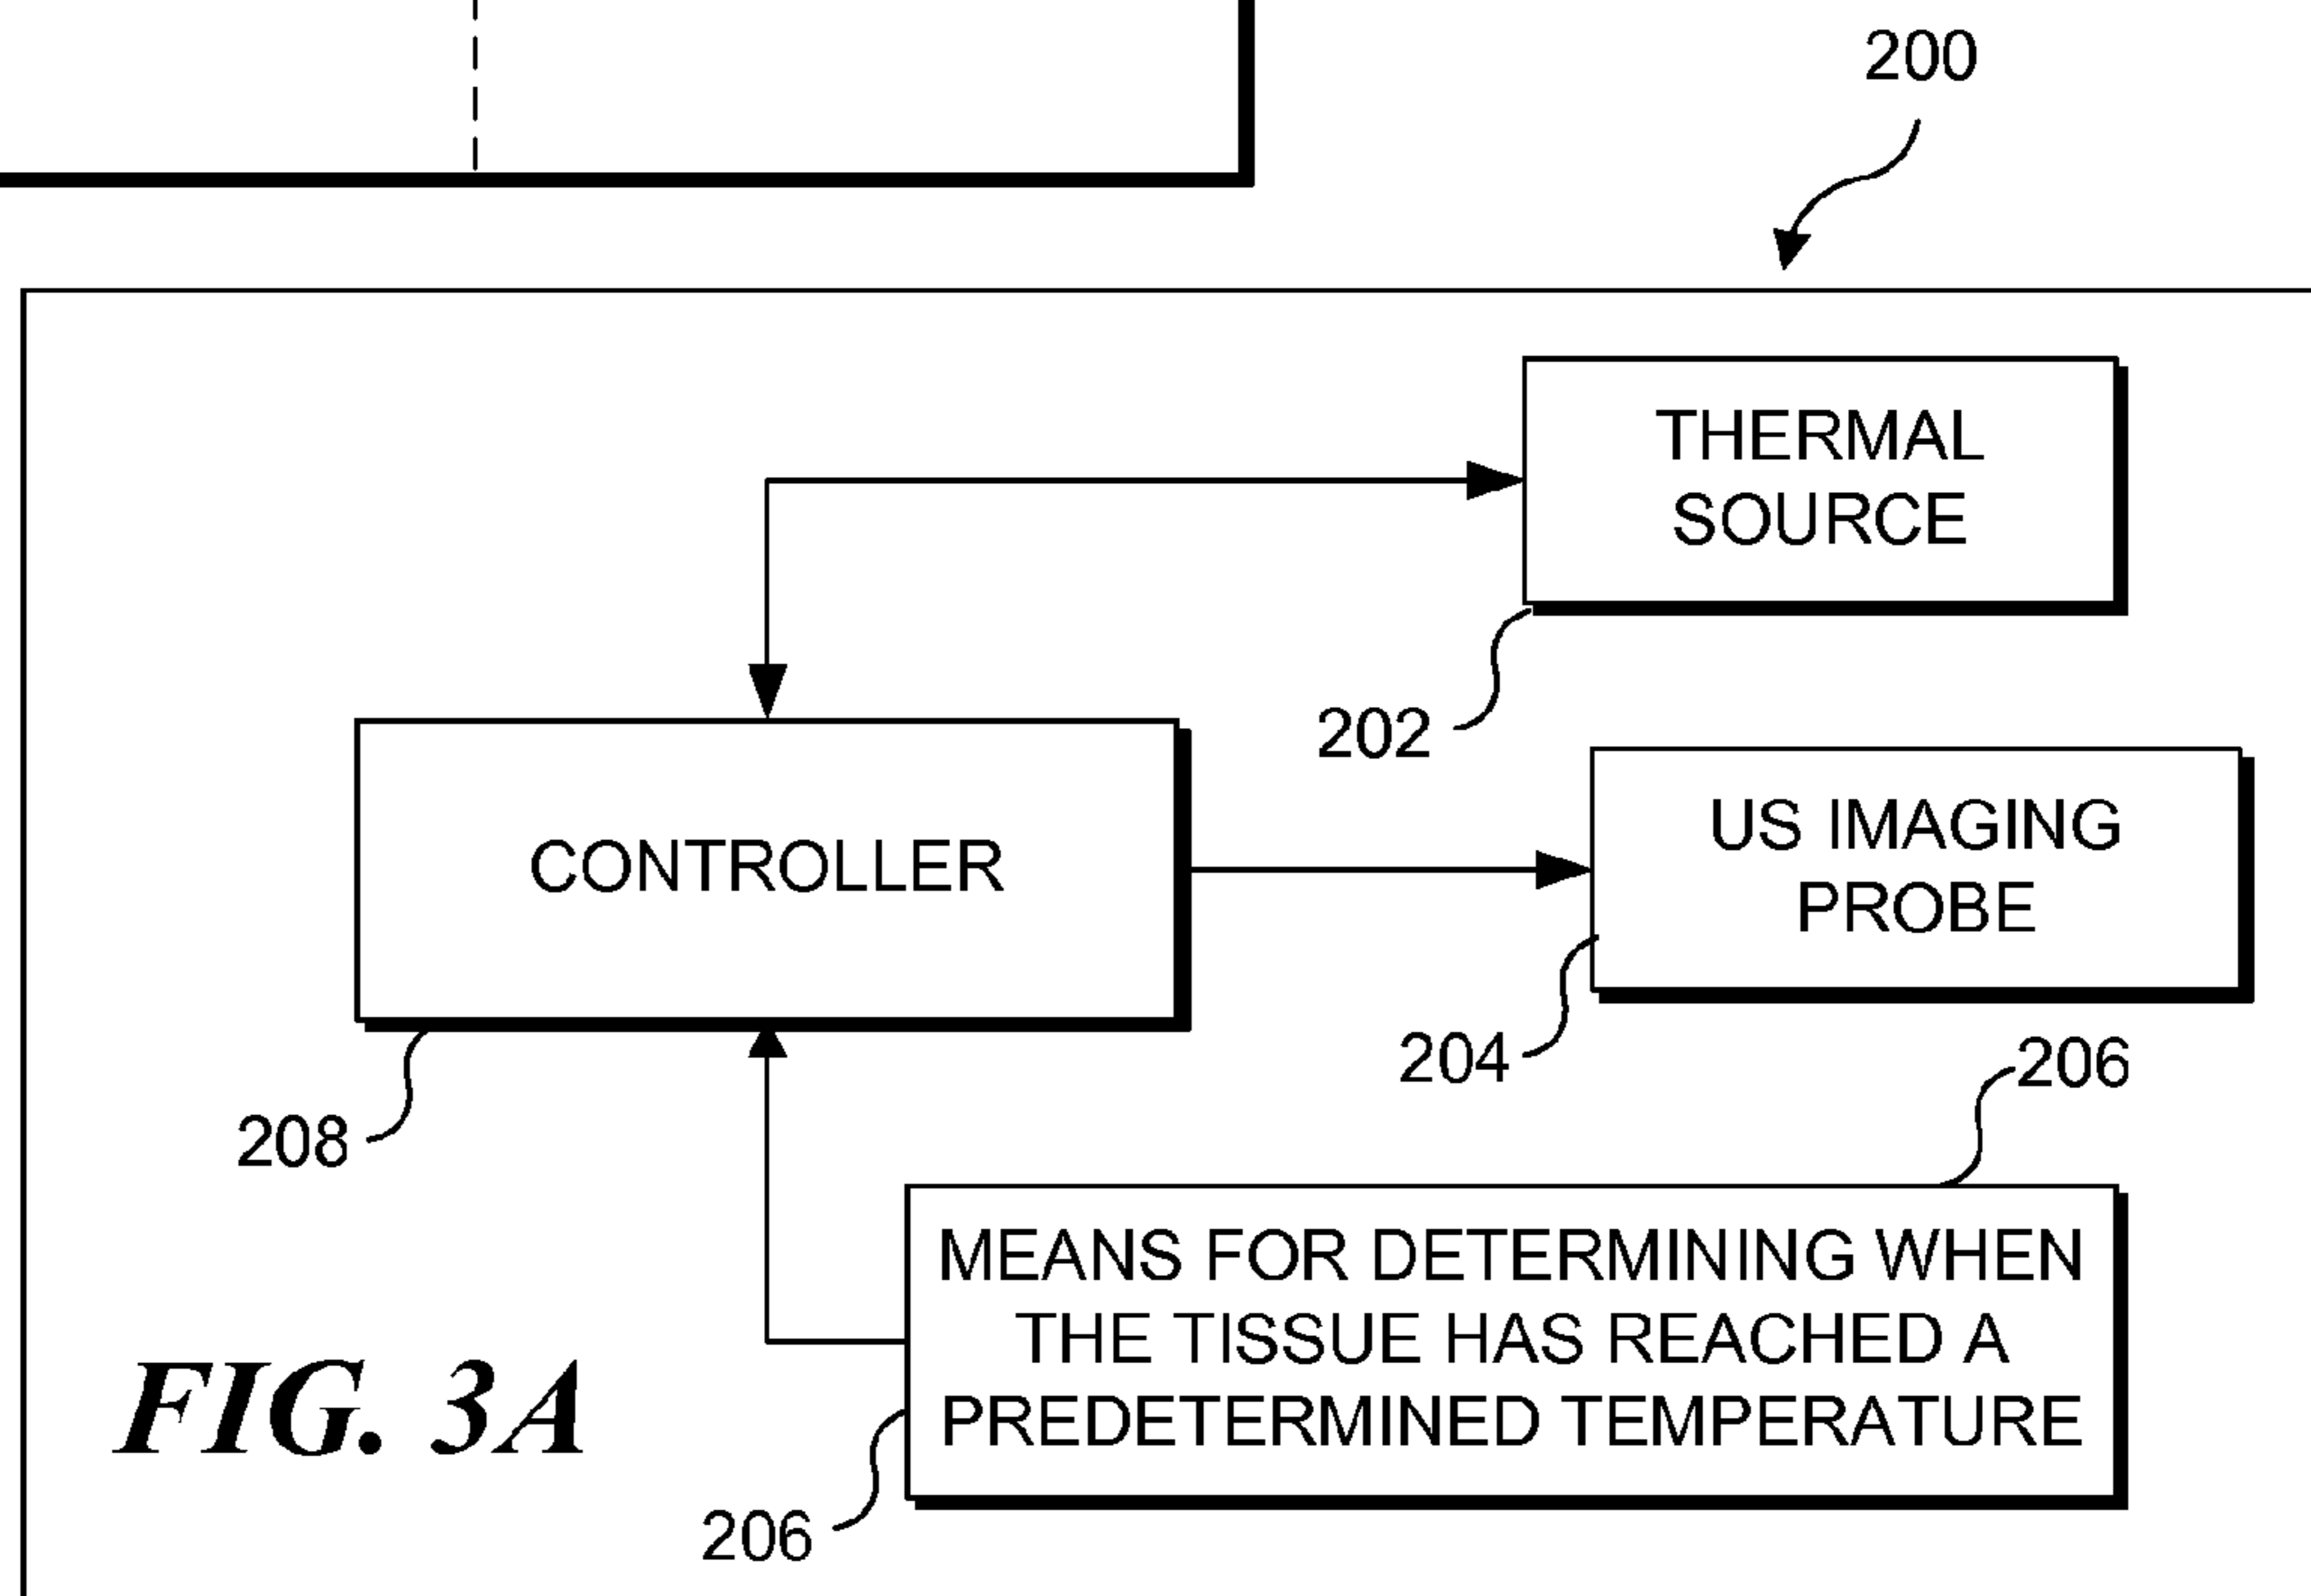 200
THERMAL
SOURCE
202
US IMAGING
PROBE
CONTROLLER
204
206
208
MEANS FOR DETERMINING WHEN
THE TISSUE HAS REACHED A
PREDETERMINED TEMPERATURE
FIG. 3A
206